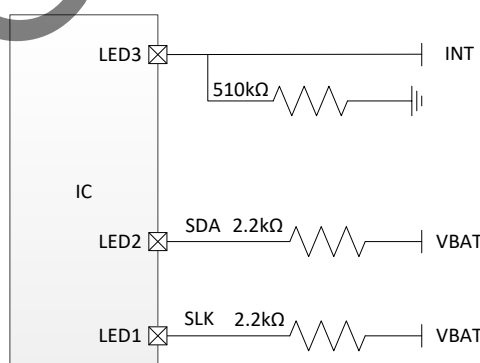 LED3 INT
510kΩ
IC
SDA 2.2kΩ
LED2 VBAT
SLK 2.2kΩ
LED1 VBAT